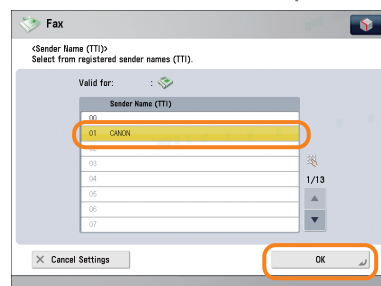 Fax
<Sender Name (TTI)>
Select from registered sender names (TTI).
Valid for: :
Sender Name (TTI)
00
01 CANON
02
03
04
05
06
07
1/13
× Cancel Settings
OK